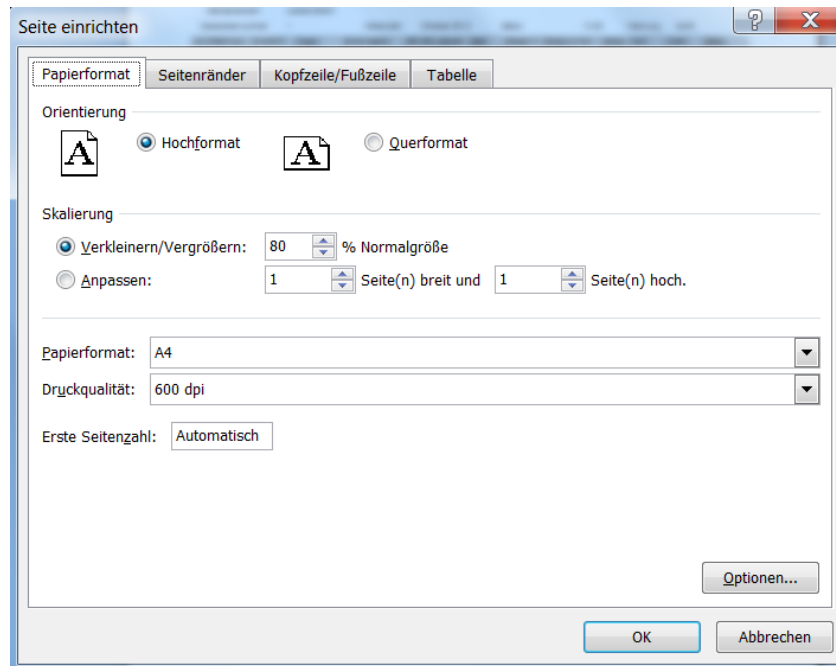 Seite einrichten
Papierformat Seitenränder Kopfzeile/Fußzeile Tabelle
Orientierung
A Hochformat A Querformat
Skalierung
Verkleinern/Vergrößern: 80 % Normalgröße
Anpassen: 1 Seite(n) breit und 1 Seite(n) hoch.
Papierformat: A4
Druckqualität: 600 dpi
Erste Seitenzahl: Automatisch
Optionen...
OK Abbrechen